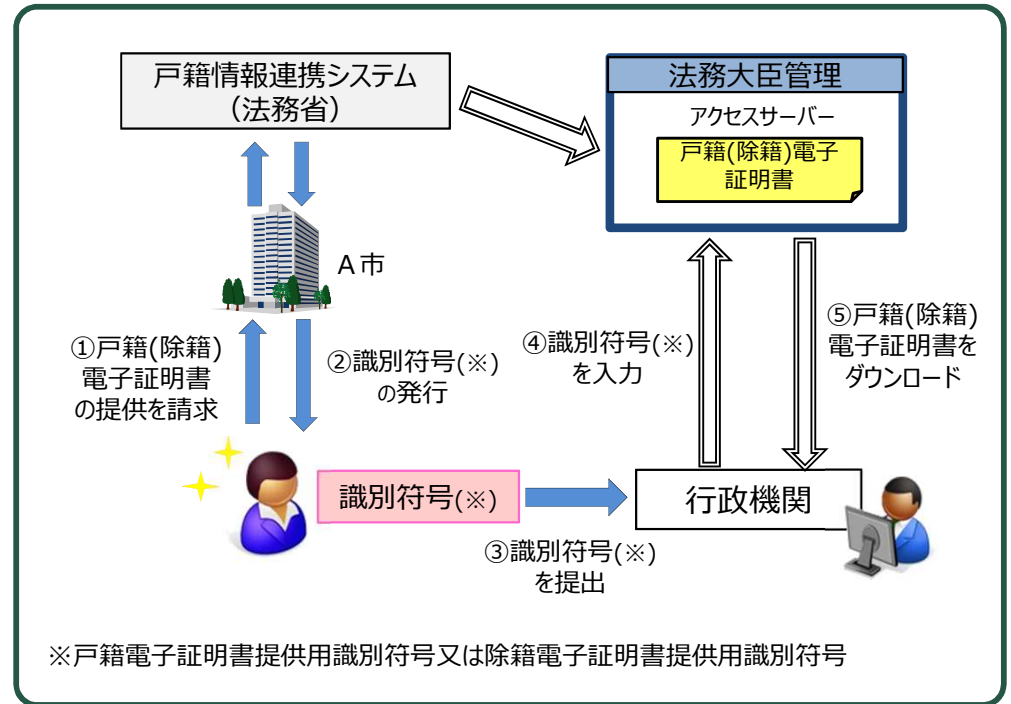 戸籍情報連携システム
（法務省）
法務大臣管理
アクセスサーバー
戸籍(除籍)電子
証明書
A市
①戸籍(除籍)
電子証明書
の提供を請求
②識別符号(※)
の発行
④識別符号(※)
を入力
⑤戸籍(除籍)
電子証明書を
ダウンロード
識別符号(※)
行政機関
③識別符号(※)
を提出
※戸籍電子証明書提供用識別符号又は除籍電子証明書提供用識別符号